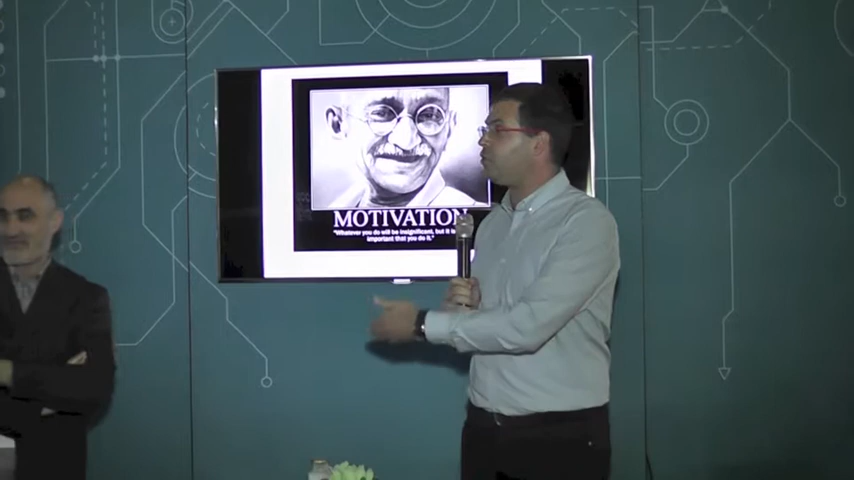 MOTIVATION
"Whatever you do will be insignificant, but it is
important that you do it."